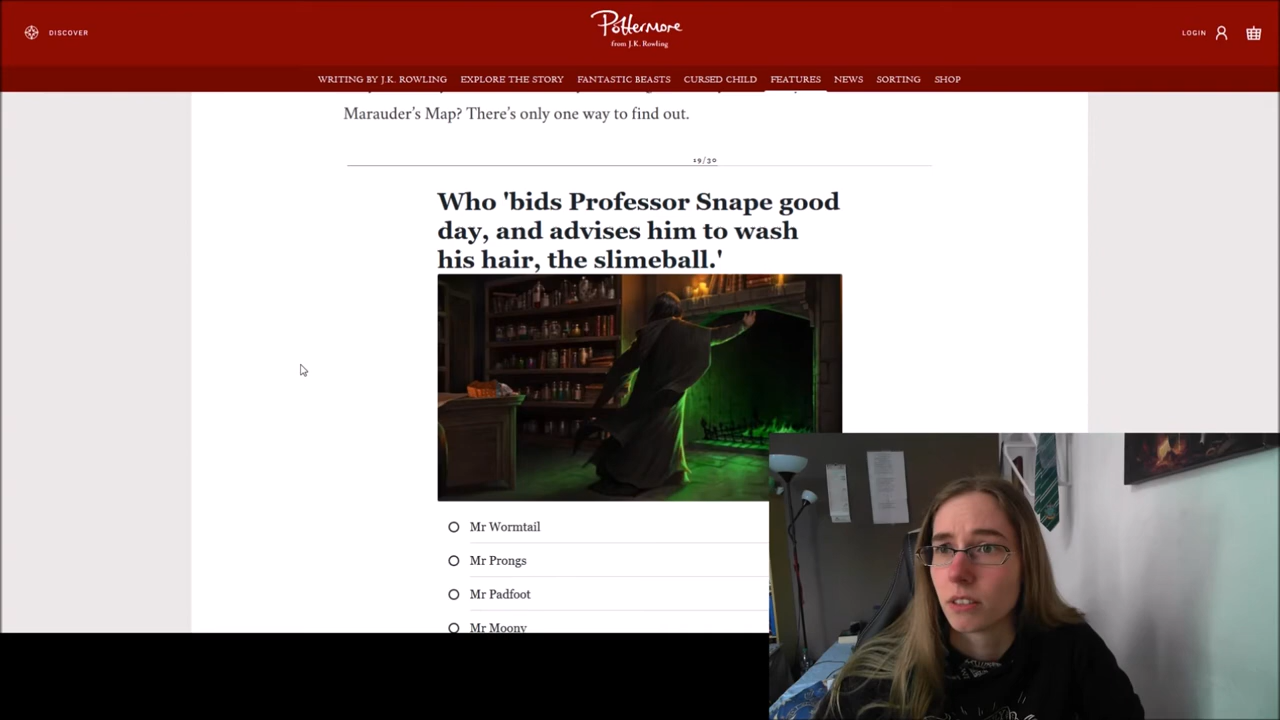 DISCOVER
Pottermore
from J.K. Rowling
LOGIN
WRITING BY J.K. ROWLING EXPLORE THE STORY FANTASTIC BEASTS CURSED CHILD FEATURES NEWS SORTING SHOP
Marauder's Map? There's only one way to find out.
19/30
Who 'bids Professor Snape good
day, and advises him to wash
his hair, the slimeball.'
Mr Wormtail
Mr Prongs
Mr Padfoot
Mr Moony